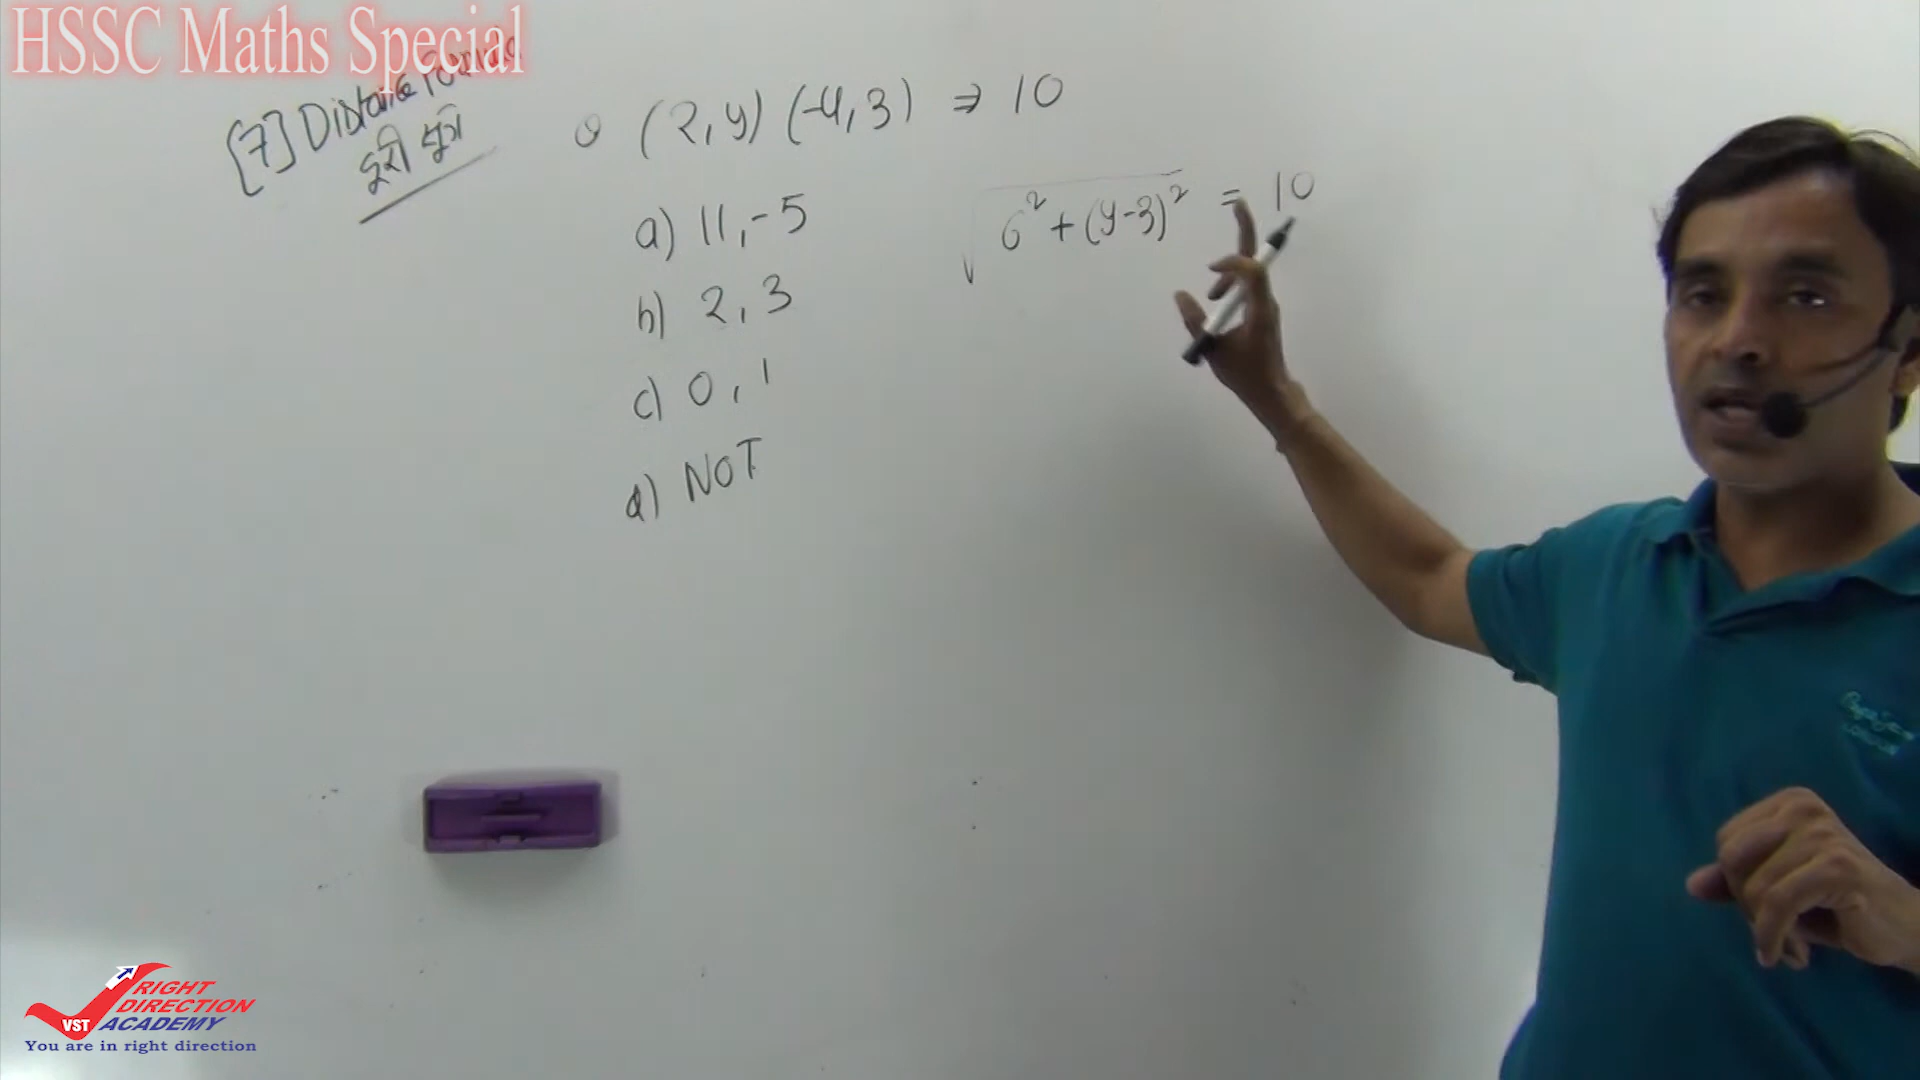 HSSC Maths Special
[7] Distance Formula
दूरी सूत्र
(2, y) (-4, 3) ⇒ 10
a) 11, -5
b) 2, 3
c) 0, 1
d) NOT
√6² + (y-3)² = 10
RIGHT
DIRECTION
VST ACADEMY
You are in right direction